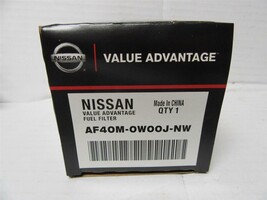 NISSAN
VALUE ADVANTAGE
NISSAN
VALUE ADVANTAGE
FUEL FILTER
Made In CHINA
QTY 1
AF40M-0W00J-NW